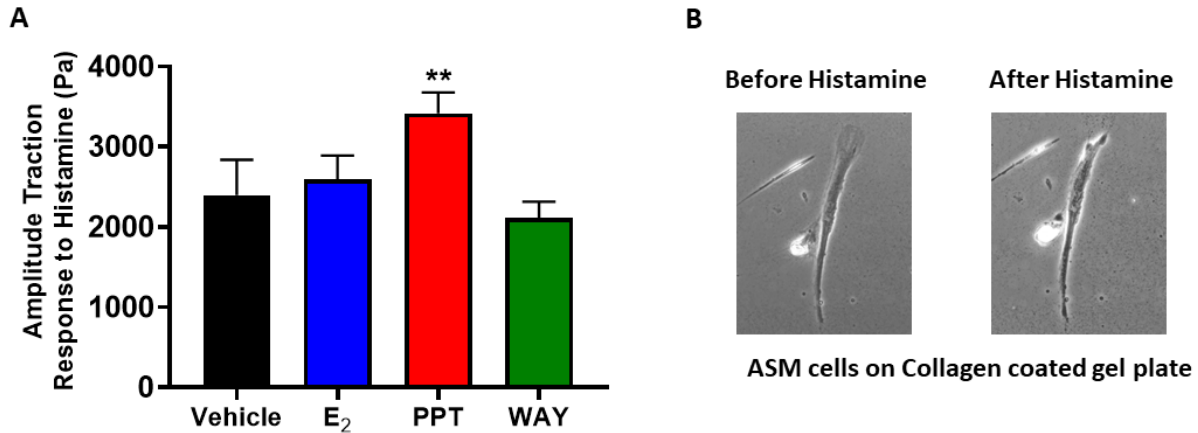 A
Amplitude Traction
Response to Histamine (Pa)
4000
3000
2000
1000
0
**
Vehicle
E₂
PPT
WAY
B
Before Histamine
After Histamine
ASM cells on Collagen coated gel plate